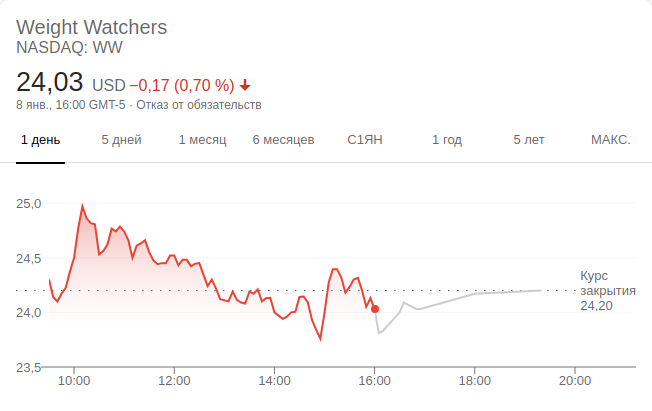 Weight Watchers
NASDAQ: WW
24,03 USD −0,17 (0,70 %)
8 янв., 16:00 GMT-5 · Отказ от обязательств
1 день 5 дней 1 месяц 6 месяцев С1ЯН 1 год 5 лет МАКС.
25,0
24,5
24,0
23,5
Курс
закрытия
24,20
10:00 12:00 14:00 16:00 18:00 20:00